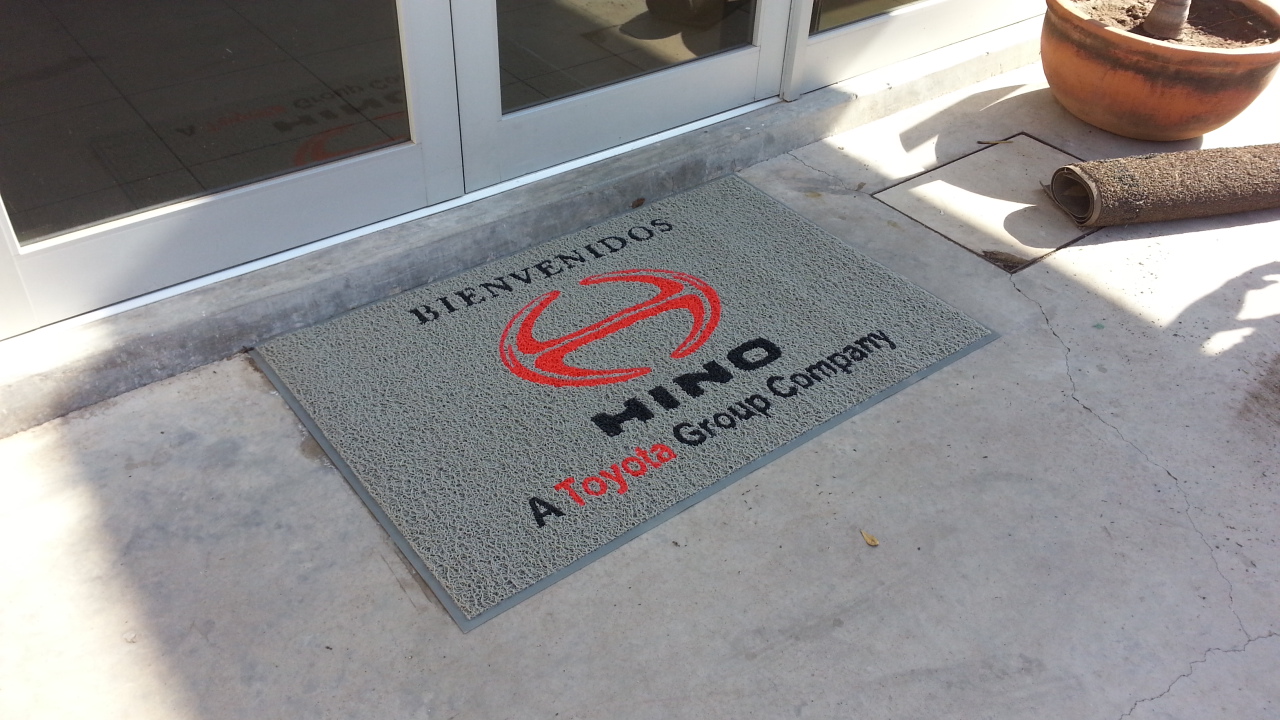 BIENVENIDOS
HINO
A Toyota Group Company